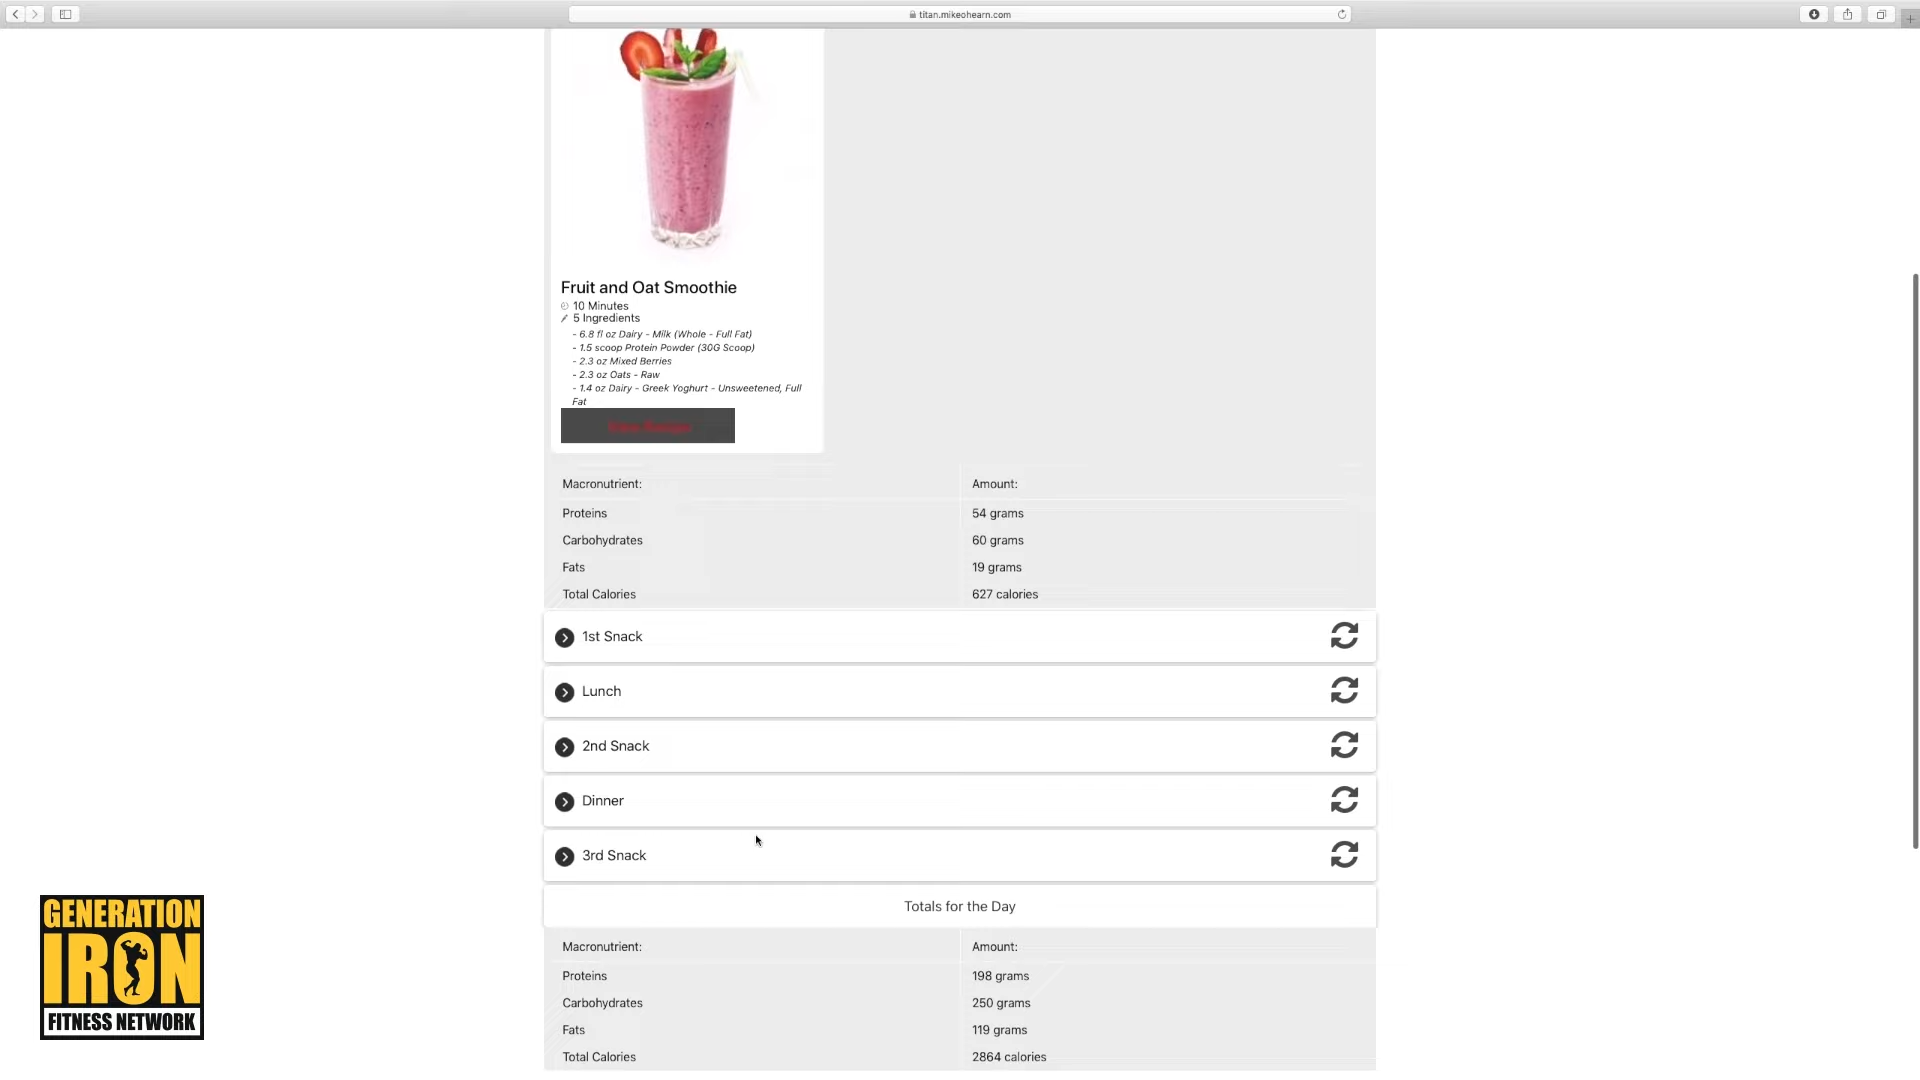 titan.mikeohearn.com
Fruit and Oat Smoothie
10 Minutes
5 Ingredients
- 6.8 fl oz Dairy - Milk (Whole - Full Fat)
- 1.5 scoop Protein Powder (30G Scoop)
- 2.3 oz Mixed Berries
- 2.3 oz Oats - Raw
- 1.4 oz Dairy - Greek Yoghurt - Unsweetened, Full
Fat
Macronutrient: Amount:
Proteins 54 grams
Carbohydrates 60 grams
Fats 19 grams
Total Calories 627 calories
1st Snack
Lunch
2nd Snack
Dinner
3rd Snack
Totals for the Day
Macronutrient: Amount:
Proteins 198 grams
Carbohydrates 250 grams
Fats 119 grams
Total Calories 2864 calories
GENERATION
IRON
FITNESS NETWORK